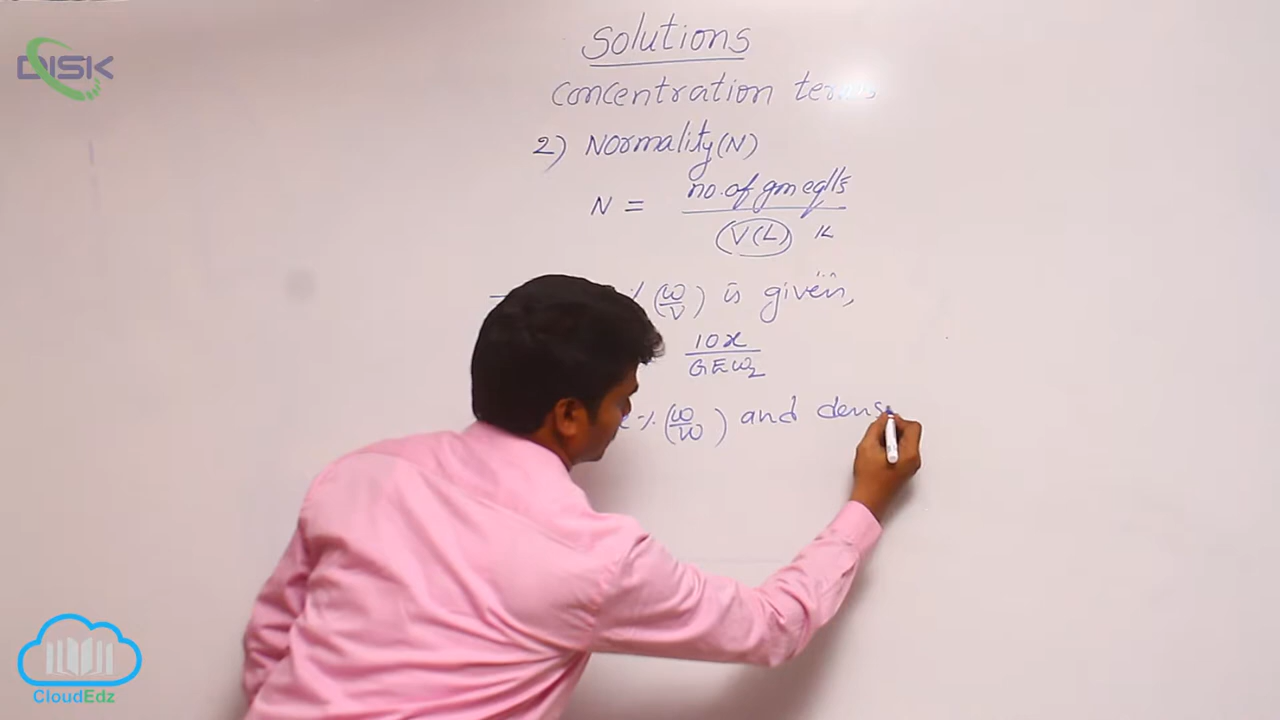 DISK
Solutions
Concentration terms
2) Normality (N)
N = no. of gm eqlts / V(L)
% (w/v) is given,
10x / GEW2
x % (w/w) and dens
CloudEdz